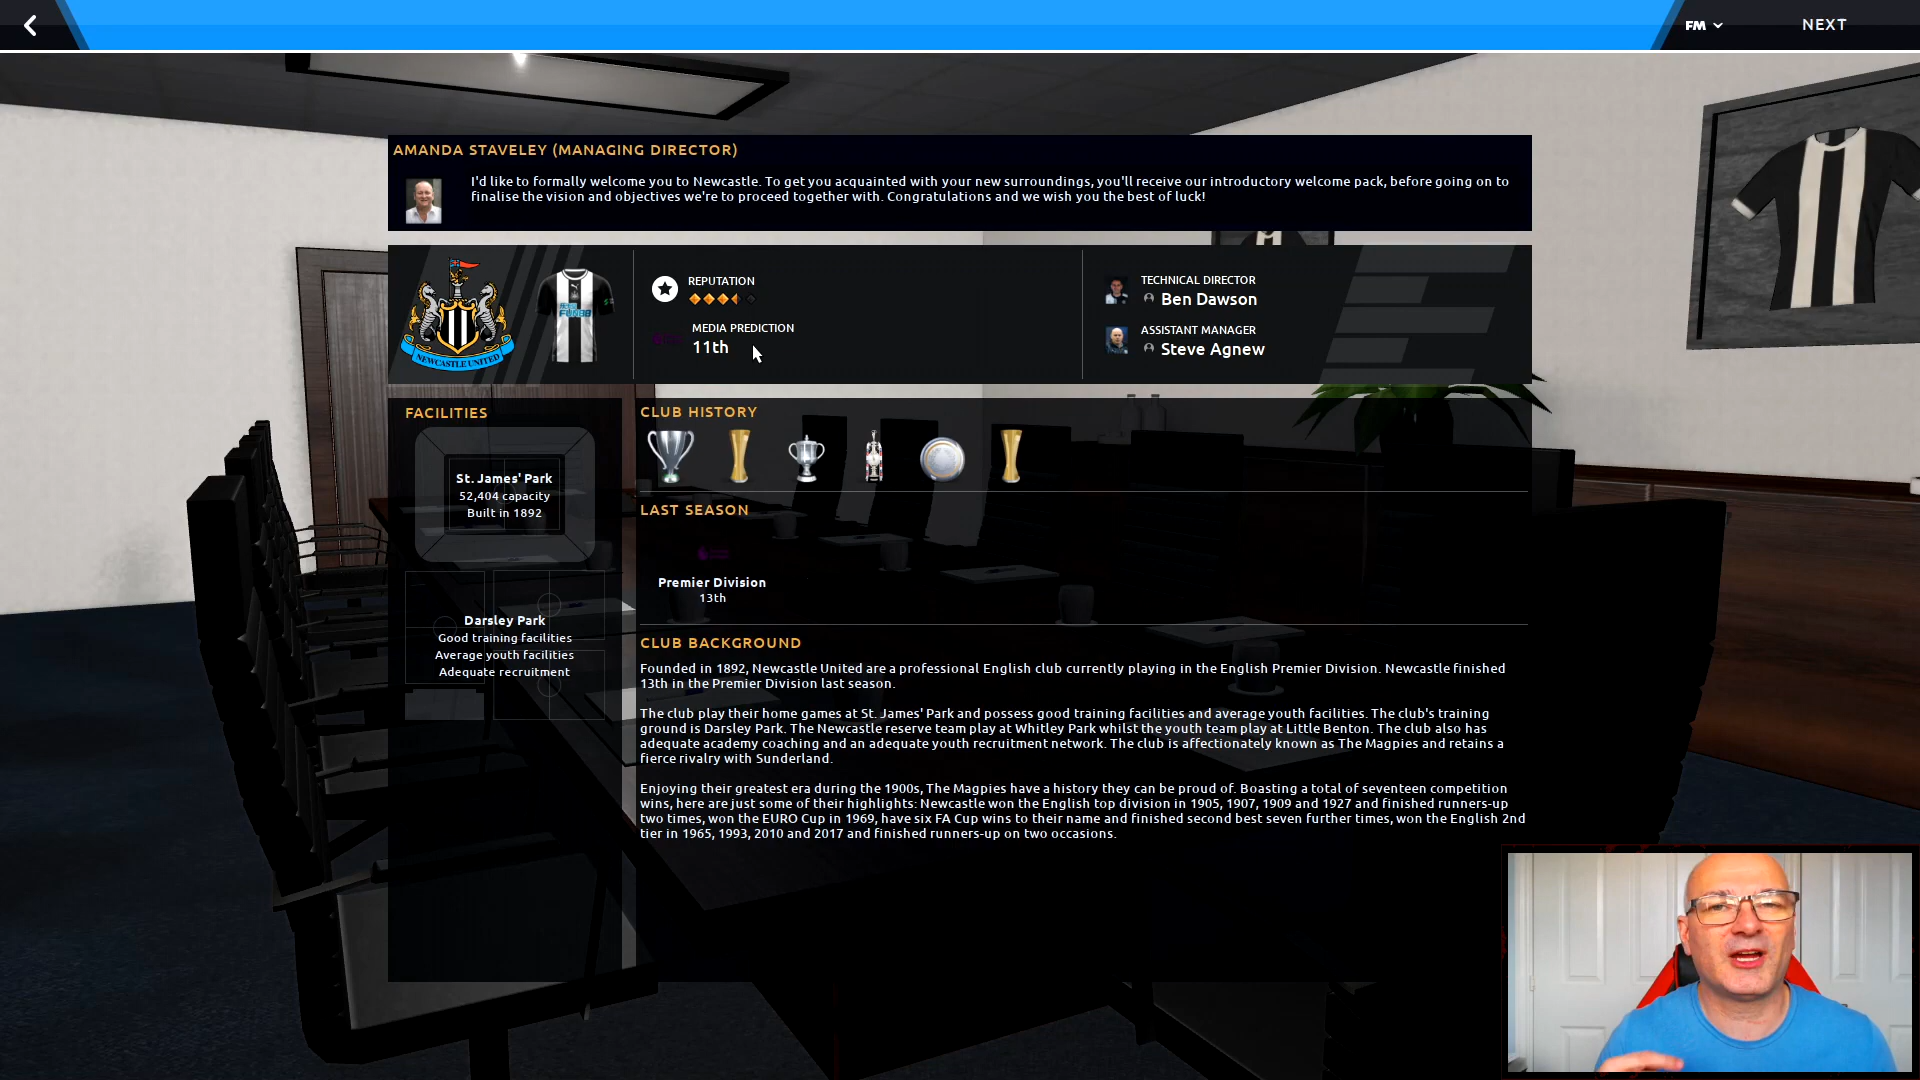 FM
NEXT
AMANDA STAVELEY (MANAGING DIRECTOR)
I'd like to formally welcome you to Newcastle. To get you acquainted with your new surroundings, you'll receive our introductory welcome pack, before going on to
finalise the vision and objectives we're to proceed together with. Congratulations and we wish you the best of luck!
NEWCASTLE UNITED
FUN88
REPUTATION
MEDIA PREDICTION
11th
TECHNICAL DIRECTOR
Ben Dawson
ASSISTANT MANAGER
Steve Agnew
FACILITIES
St. James' Park
52,404 capacity
Built in 1892
Darsley Park
Good training facilities
Average youth facilities
Adequate recruitment
CLUB HISTORY
LAST SEASON
Premier Division
13th
CLUB BACKGROUND
Founded in 1892, Newcastle United are a professional English club currently playing in the English Premier Division. Newcastle finished
13th in the Premier Division last season.
The club play their home games at St. James' Park and possess good training facilities and average youth facilities. The club's training
ground is Darsley Park. The Newcastle reserve team play at Whitley Park whilst the youth team play at Little Benton. The club also has
adequate academy coaching and an adequate youth recruitment network. The club is affectionately known as The Magpies and retains a
fierce rivalry with Sunderland.
Enjoying their greatest era during the 1900s, The Magpies have a history they can be proud of. Boasting a total of seventeen competition
wins, here are just some of their highlights: Newcastle won the English top division in 1905, 1907, 1909 and 1927 and finished runners-up
two times, won the EURO Cup in 1969, have six FA Cup wins to their name and finished second best seven further times, won the English 2nd
tier in 1965, 1993, 2010 and 2017 and finished runners-up on two occasions.